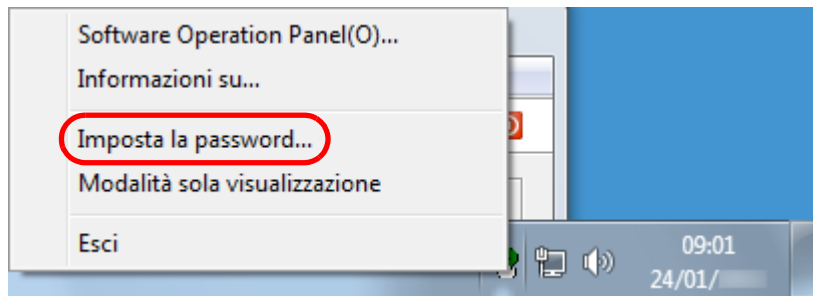 Software Operation Panel(O)...
Informazioni su...
Imposta la password...
Modalità sola visualizzazione
Esci
09:01
24/01/